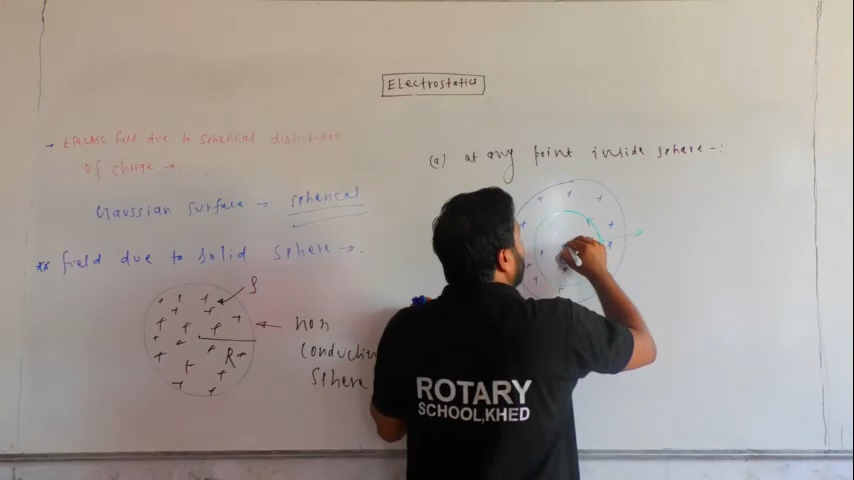 Electrostatics
→ Electric field due to spherical distribution
of charge →:
Gaussian surface → spherical
** field due to solid sphere →:
ρ
R
non
conductin
sphere
(a) at any point inside sphere -:
ROTARY
SCHOOL,KHED